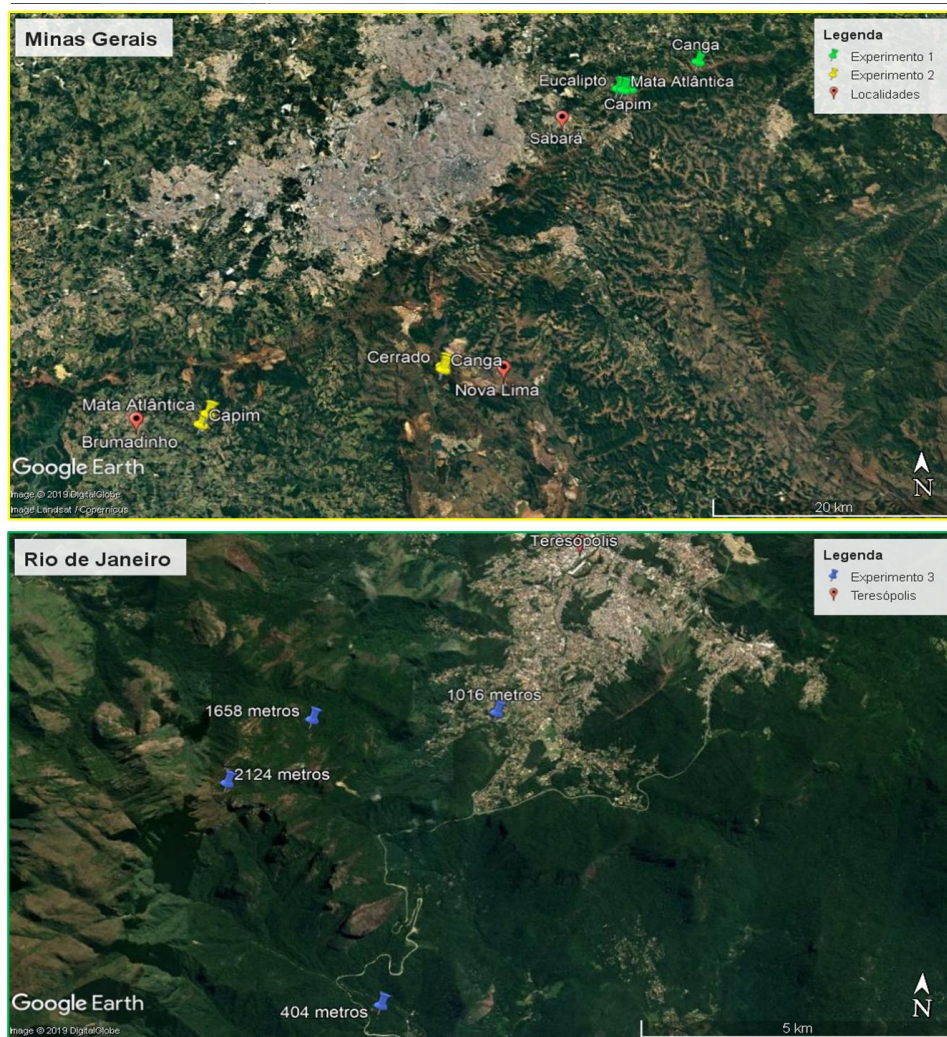 Minas Gerais
Legenda
Experimento 1
Experimento 2
Localidades
Canga
Eucalipto
Mata Atlântica
Capim
Sabará
Cerrado
Canga
Nova Lima
Mata Atlântica
Capim
Brumadinho
Google Earth
Image © 2019 DigitalGlobe
Image Landsat / Copernicus
N
20 km
Rio de Janeiro
Teresópolis
Legenda
Experimento 3
Teresópolis
1016 metros
1658 metros
2124 metros
404 metros
Google Earth
Image © 2019 DigitalGlobe
N
5 km